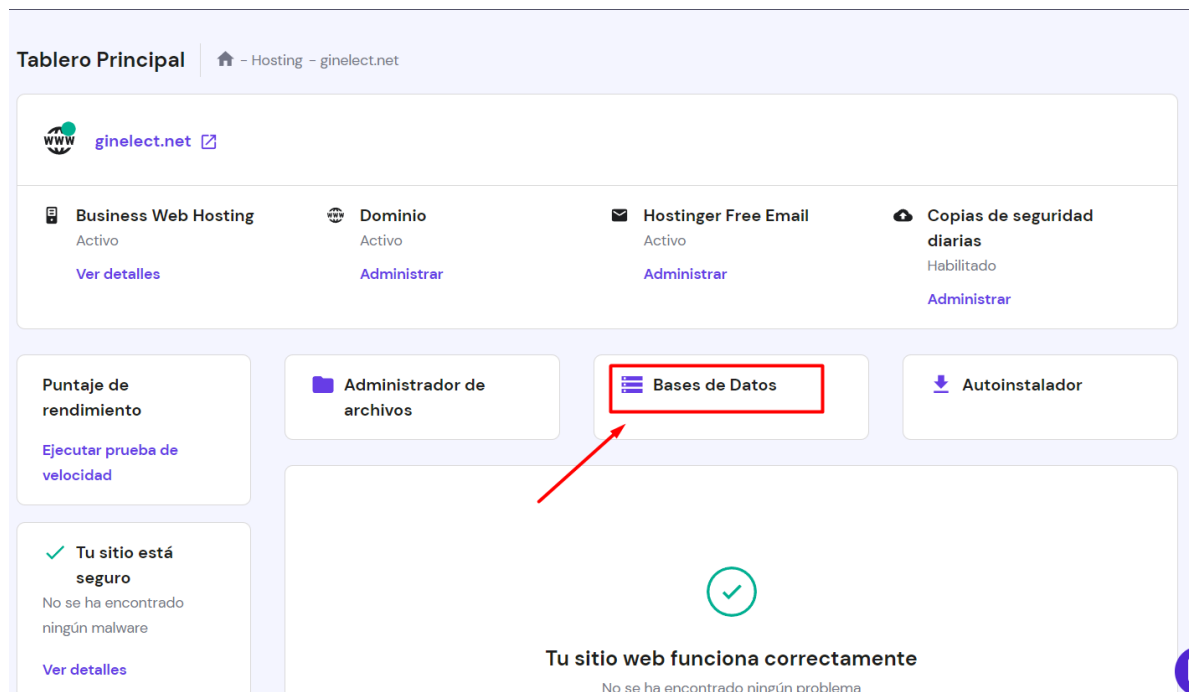 Tablero Principal
- Hosting - ginelect.net
www
ginelect.net
Business Web Hosting
Activo
Ver detalles
www
Dominio
Activo
Administrar
Hostinger Free Email
Activo
Administrar
Copias de seguridad
diarias
Habilitado
Administrar
Puntaje de
rendimiento
Ejecutar prueba de
velocidad
Administrador de
archivos
Bases de Datos
Autoinstalador
Tu sitio está
seguro
No se ha encontrado
ningún malware
Ver detalles
Tu sitio web funciona correctamente
No se ha encontrado ningún problema